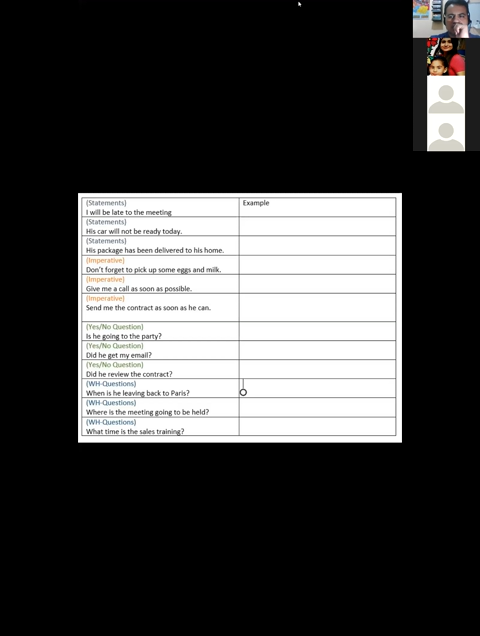 (Statements)
I will be late to the meeting
Example
(Statements)
His car will not be ready today.
(Statements)
His package has been delivered to his home.
(Imperative)
Don't forget to pick up some eggs and milk.
(Imperative)
Give me a call as soon as possible.
(Imperative)
Send me the contract as soon as he can.
(Yes/No Question)
Is he going to the party?
(Yes/No Question)
Did he get my email?
(Yes/No Question)
Did he review the contract?
(WH-Questions)
When is he leaving back to Paris?
(WH-Questions)
Where is the meeting going to be held?
(WH-Questions)
What time is the sales training?